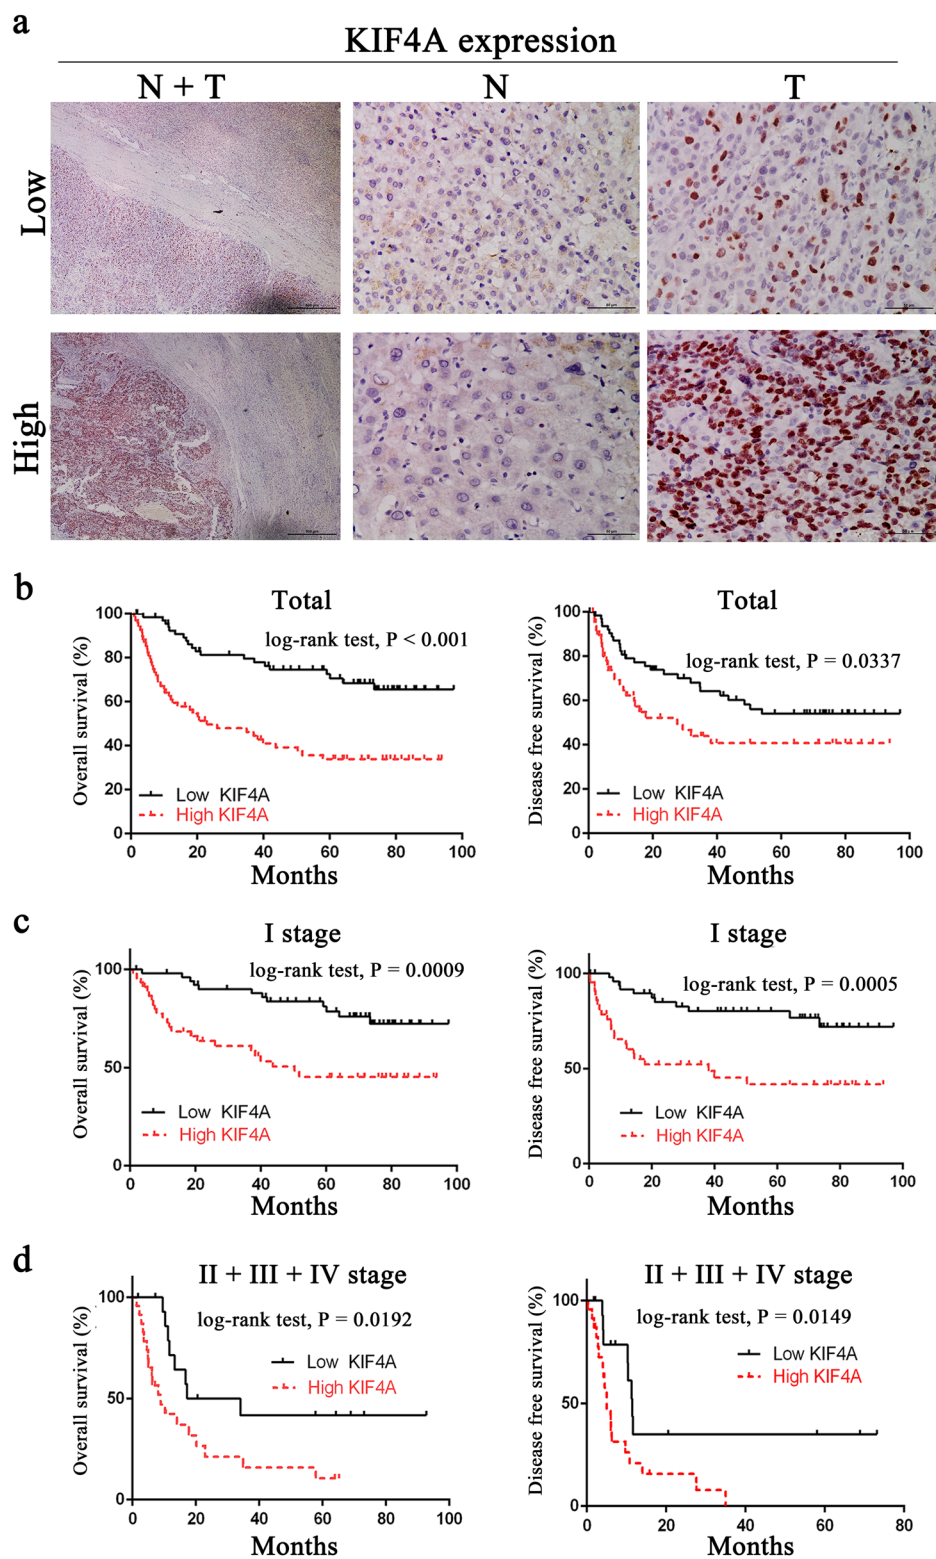 a
KIF4A expression
N + T
N
T
Low
High
b
Total
Overall survival (%)
100
80
60
40
20
0
log-rank test, P < 0.001
Low KIF4A
High KIF4A
0 20 40 60 80 100
Months
Total
Disease free survival (%)
100
80
60
40
20
0
log-rank test, P = 0.0337
Low KIF4A
High KIF4A
0 20 40 60 80 100
Months
c
I stage
Overall survival (%)
100
50
0
log-rank test, P = 0.0009
Low KIF4A
High KIF4A
0 20 40 60 80 100
Months
I stage
Disease free survival (%)
100
50
0
log-rank test, P = 0.0005
Low KIF4A
High KIF4A
0 20 40 60 80 100
Months
d
II + III + IV stage
Overall survival (%)
100
50
0
log-rank test, P = 0.0192
Low KIF4A
High KIF4A
0 20 40 60 80 100
Months
II + III + IV stage
Disease free survival (%)
100
50
0
log-rank test, P = 0.0149
Low KIF4A
High KIF4A
0 20 40 60 80
Months